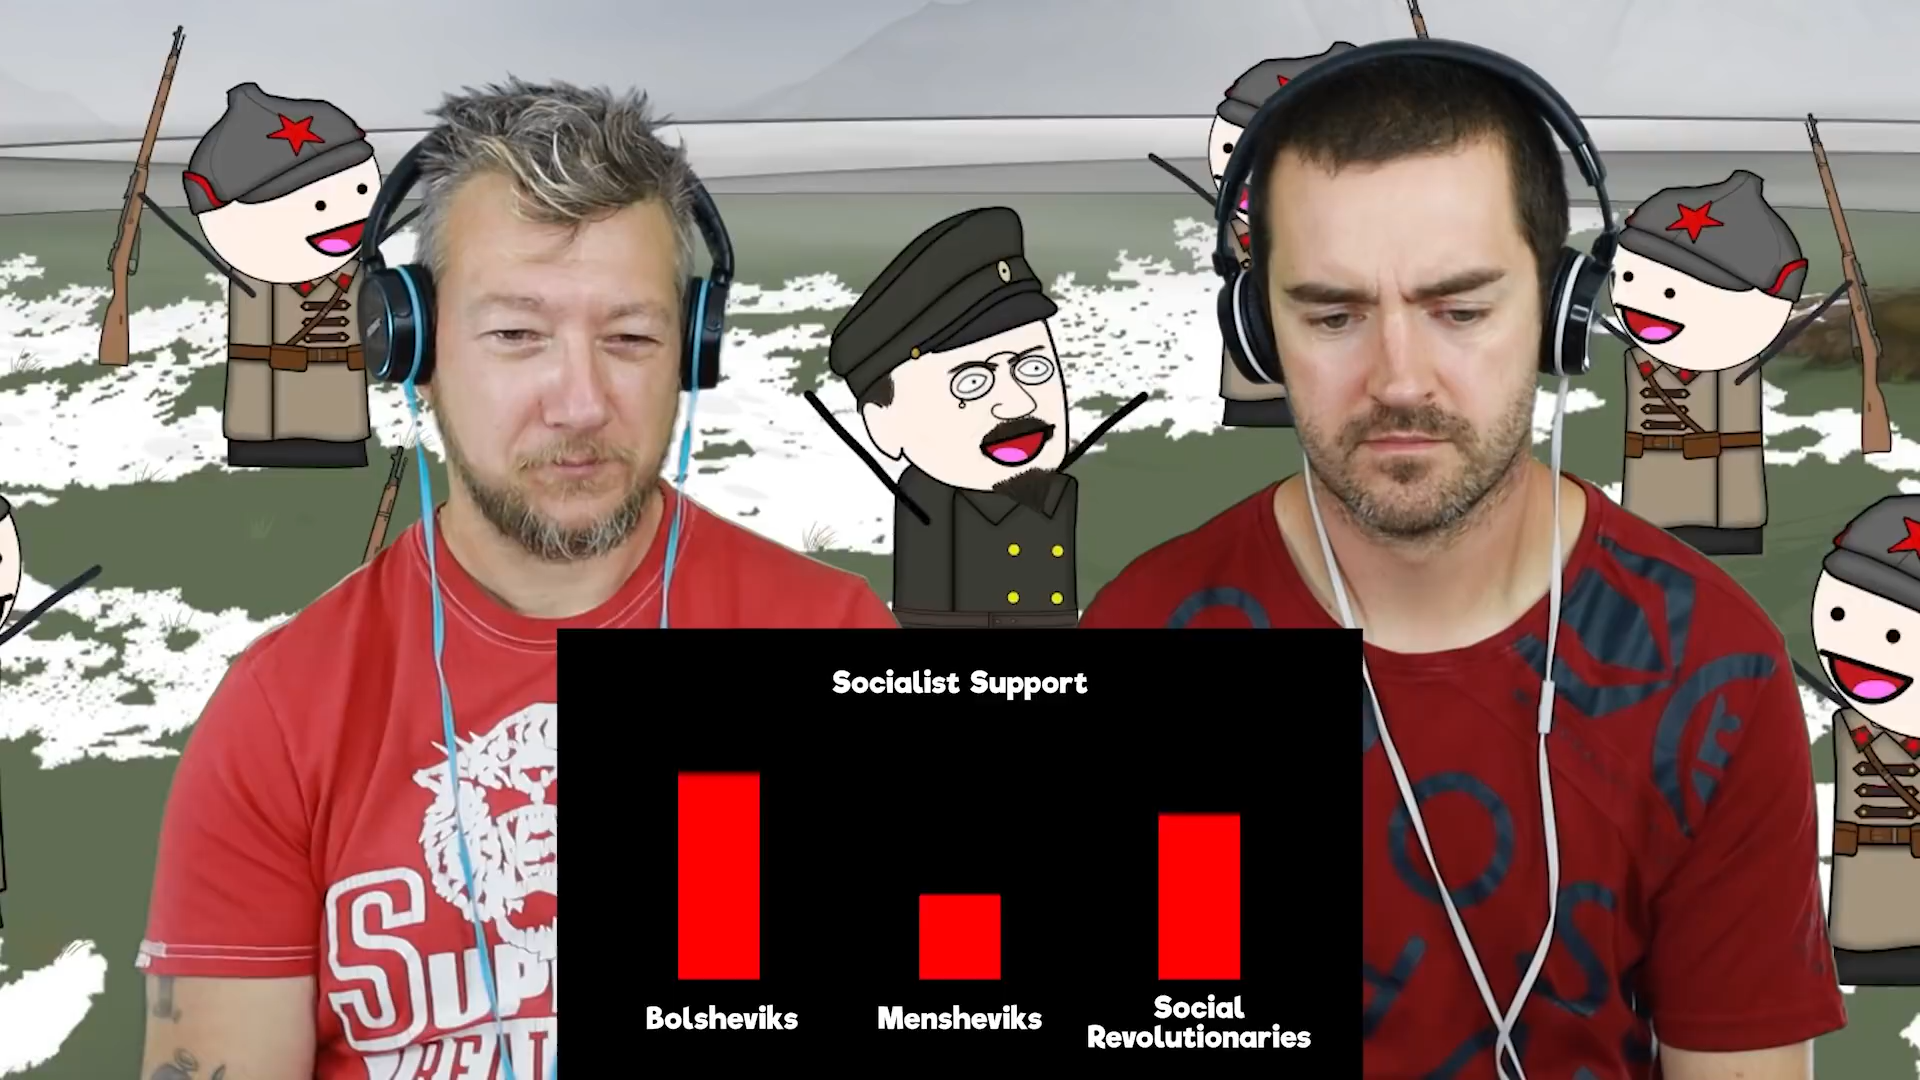 Socialist Support
Bolsheviks
Mensheviks
Social
Revolutionaries